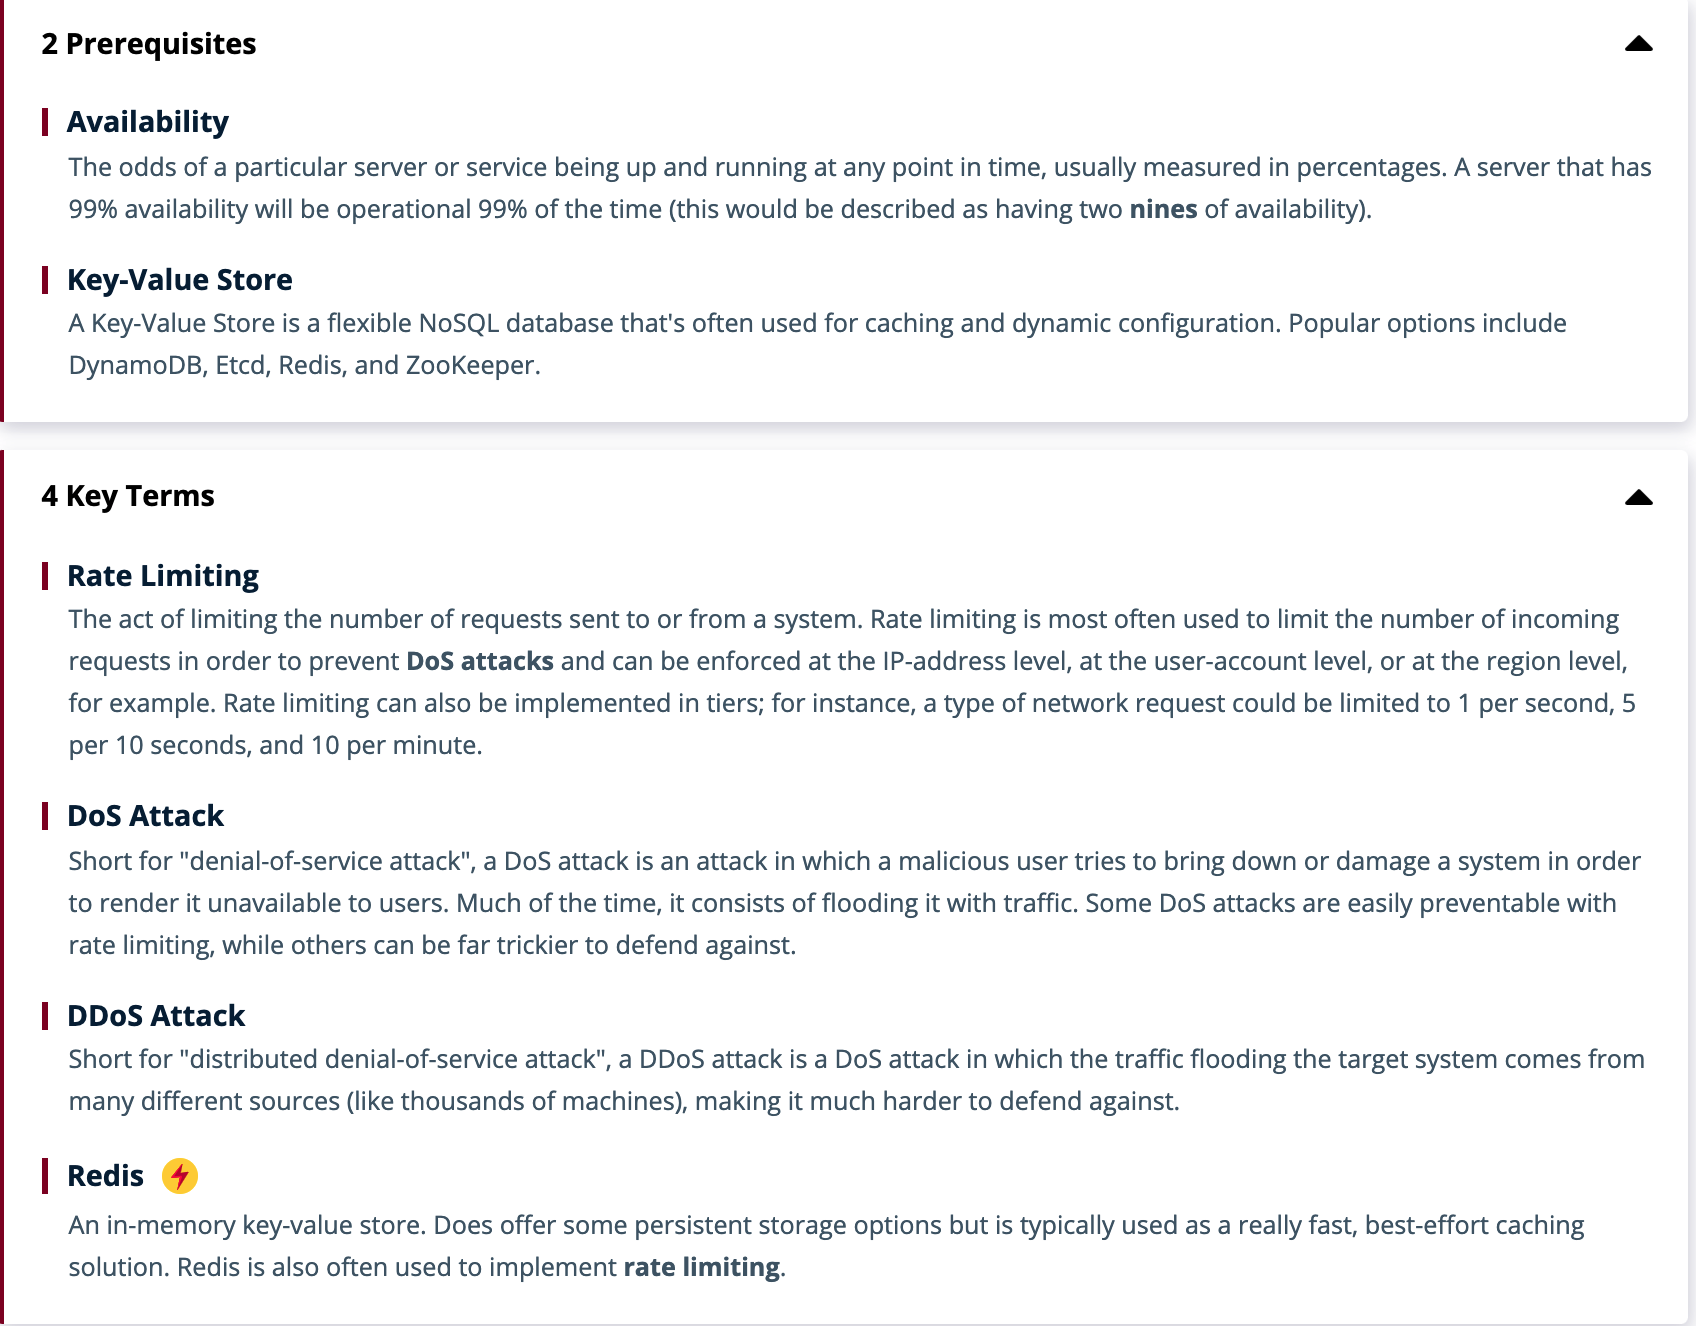 2 Prerequisites
Availability
The odds of a particular server or service being up and running at any point in time, usually measured in percentages. A server that has
99% availability will be operational 99% of the time (this would be described as having two nines of availability).
Key-Value Store
A Key-Value Store is a flexible NoSQL database that's often used for caching and dynamic configuration. Popular options include
DynamoDB, Etcd, Redis, and ZooKeeper.
4 Key Terms
Rate Limiting
The act of limiting the number of requests sent to or from a system. Rate limiting is most often used to limit the number of incoming
requests in order to prevent DoS attacks and can be enforced at the IP-address level, at the user-account level, or at the region level,
for example. Rate limiting can also be implemented in tiers; for instance, a type of network request could be limited to 1 per second, 5
per 10 seconds, and 10 per minute.
DoS Attack
Short for "denial-of-service attack", a DoS attack is an attack in which a malicious user tries to bring down or damage a system in order
to render it unavailable to users. Much of the time, it consists of flooding it with traffic. Some DoS attacks are easily preventable with
rate limiting, while others can be far trickier to defend against.
DDoS Attack
Short for "distributed denial-of-service attack", a DDoS attack is a DoS attack in which the traffic flooding the target system comes from
many different sources (like thousands of machines), making it much harder to defend against.
Redis
An in-memory key-value store. Does offer some persistent storage options but is typically used as a really fast, best-effort caching
solution. Redis is also often used to implement rate limiting.